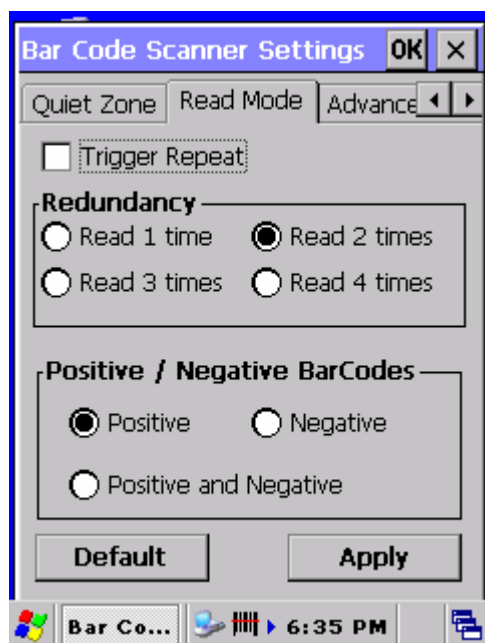 Bar Code Scanner Settings OK
Quiet Zone Read Mode Advance
Trigger Repeat
Redundancy
Read 1 time Read 2 times
Read 3 times Read 4 times
Positive / Negative BarCodes
Positive Negative
Positive and Negative
Default Apply
Bar Co... 6:35 PM